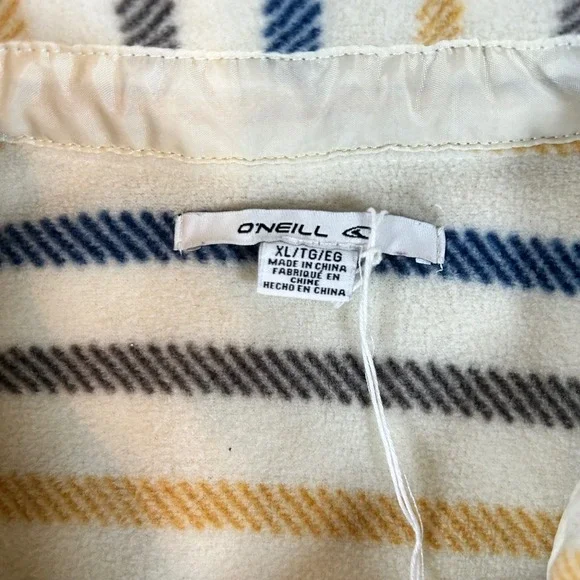 O'NEILL
XL/TG/EG
MADE IN CHINA
FABRIQUÉ EN
CHINE
HECHO EN CHINA